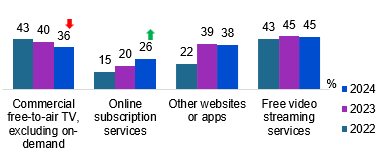 43 40 36
15 20 26
22 39 38
43 45 45
%
2024
2023
2022
Commercial
free-to-air TV,
excluding on-
demand
Online
subscription
services
Other websites
or apps
Free video
streaming
services